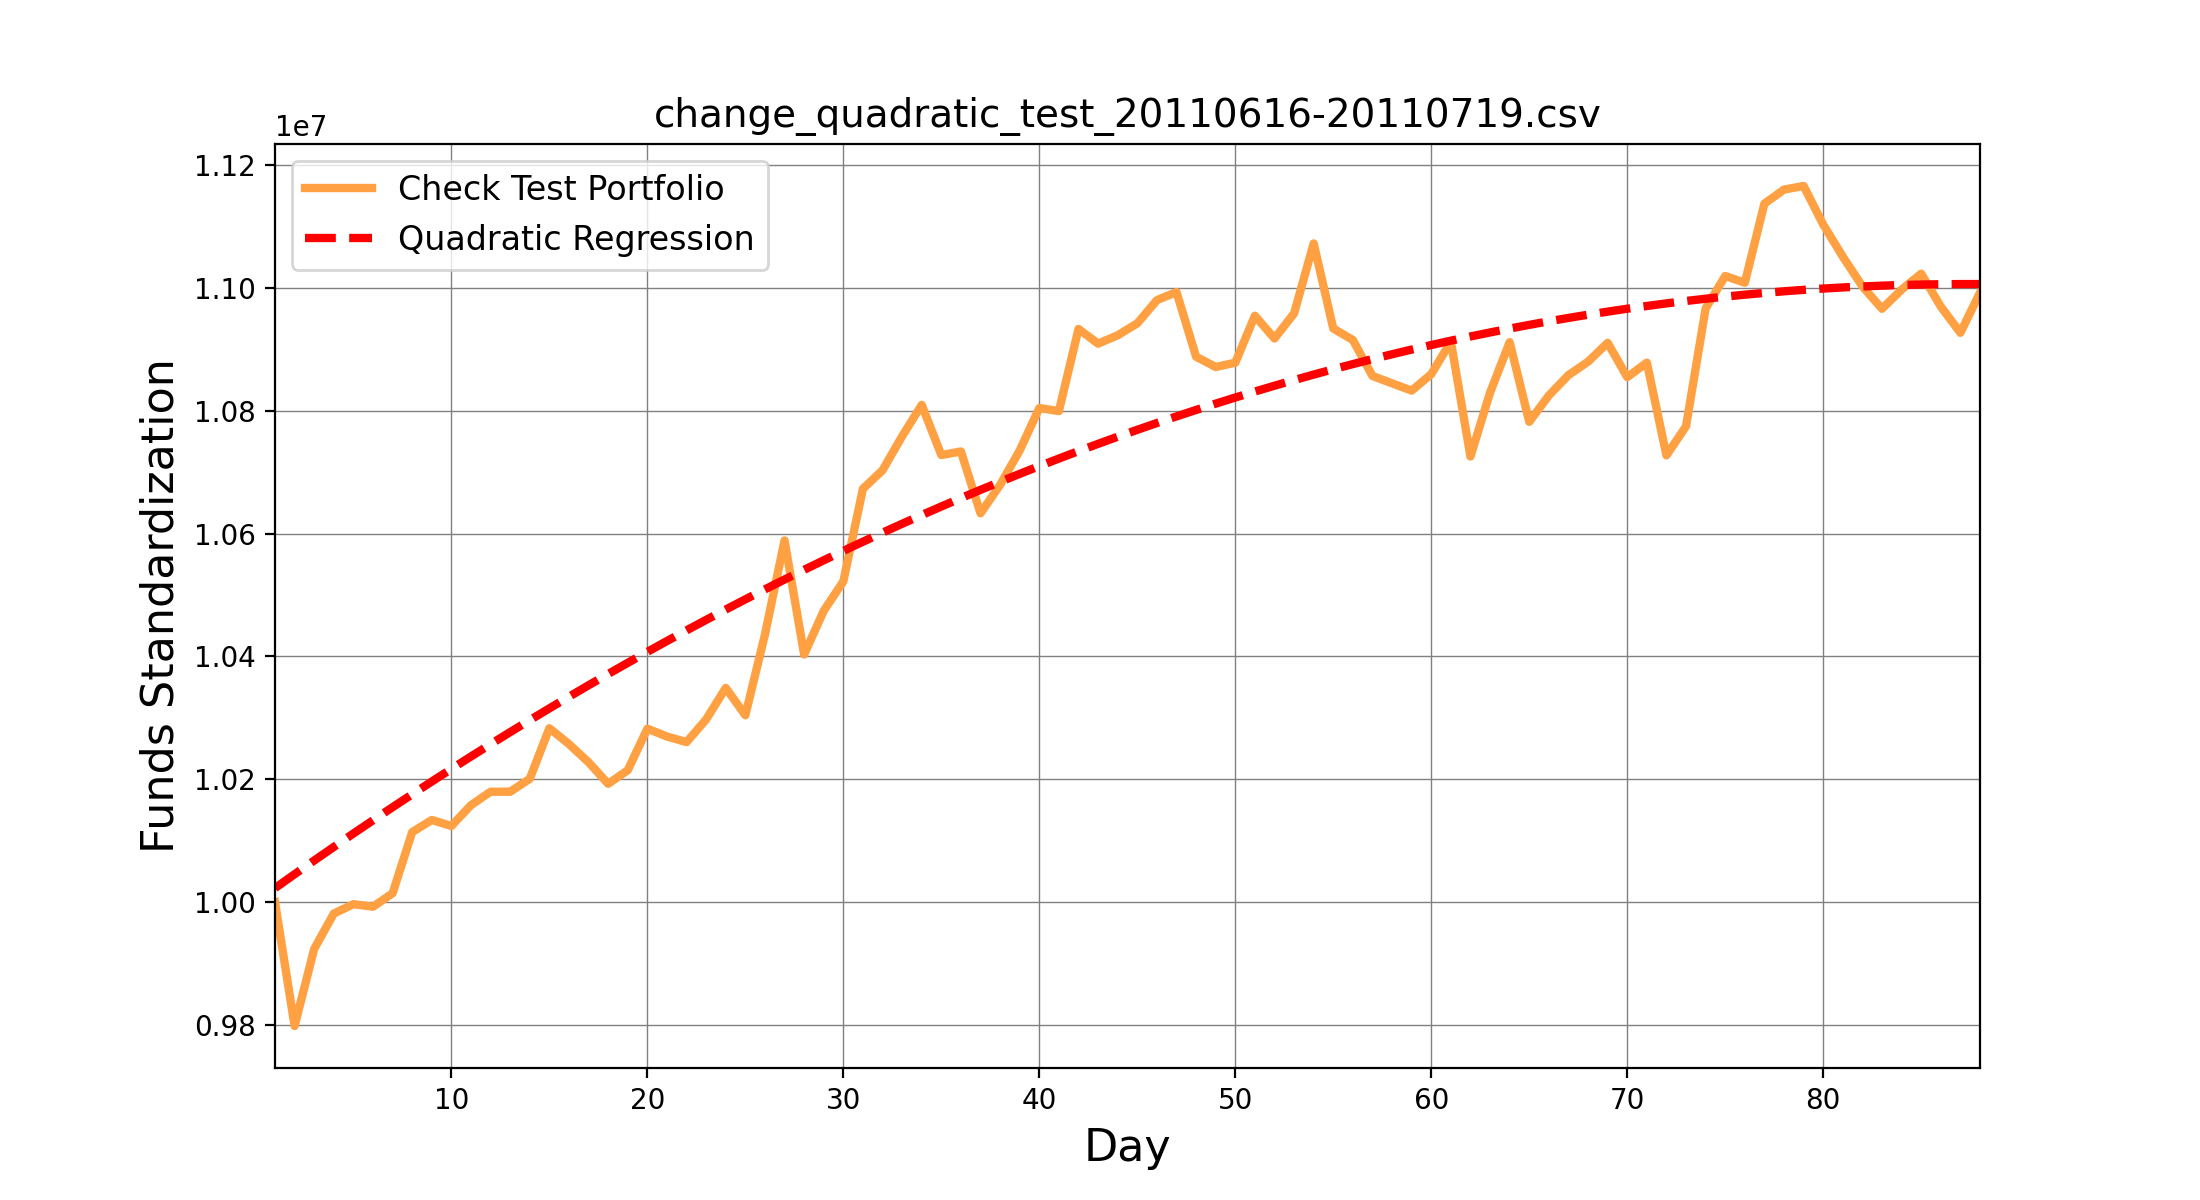 change_quadratic_test_20110616-20110719.csv
1e7
Check Test Portfolio
Quadratic Regression
1.12
1.10
1.08
1.06
1.04
1.02
1.00
0.98
Funds Standardization
10 20 30 40 50 60 70 80
Day